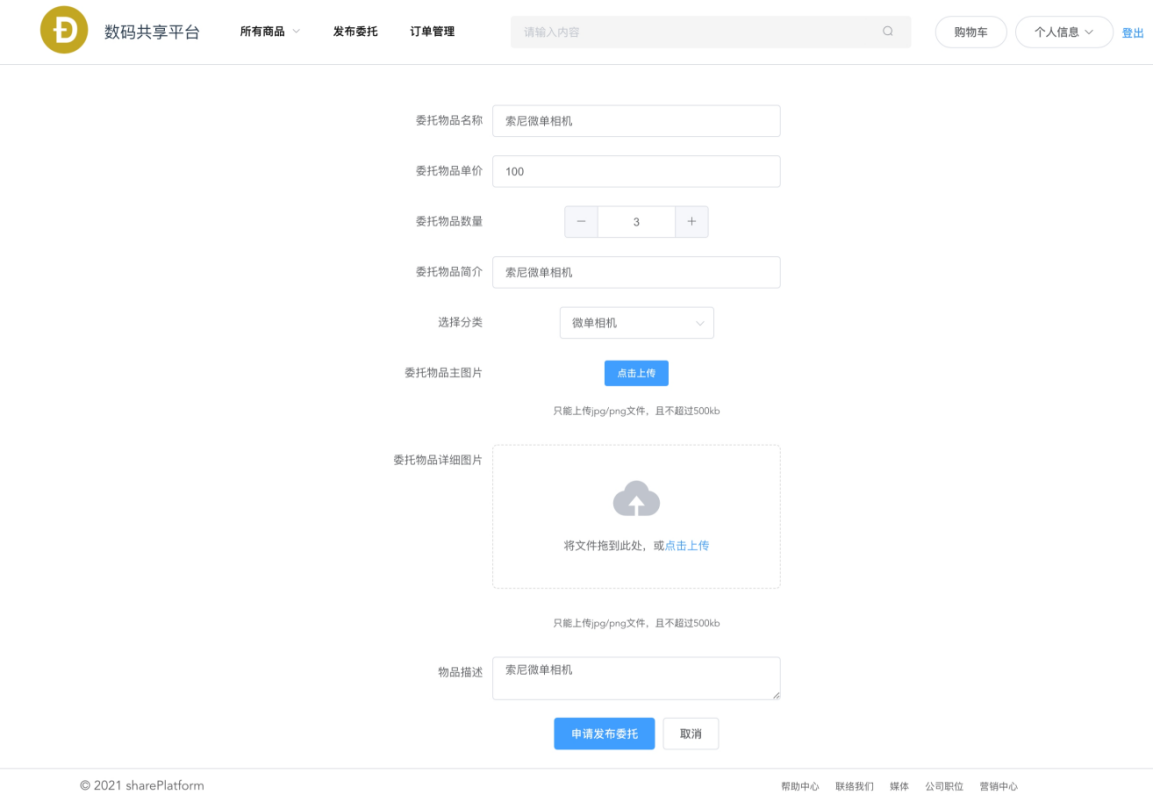 数码共享平台
所有商品
发布委托
订单管理
请输入内容
购物车
个人信息
登出
委托物品名称
索尼微单相机
委托物品单价
100
委托物品数量
3
委托物品简介
索尼微单相机
选择分类
微单相机
委托物品主图片
点击上传
只能上传jpg/png文件，且不超过500kb
委托物品详细图片
将文件拖到此处，或点击上传
只能上传jpg/png文件，且不超过500kb
物品描述
索尼微单相机
申请发布委托
取消
© 2021 sharePlatform
帮助中心
联络我们
媒体
公司职位
营销中心